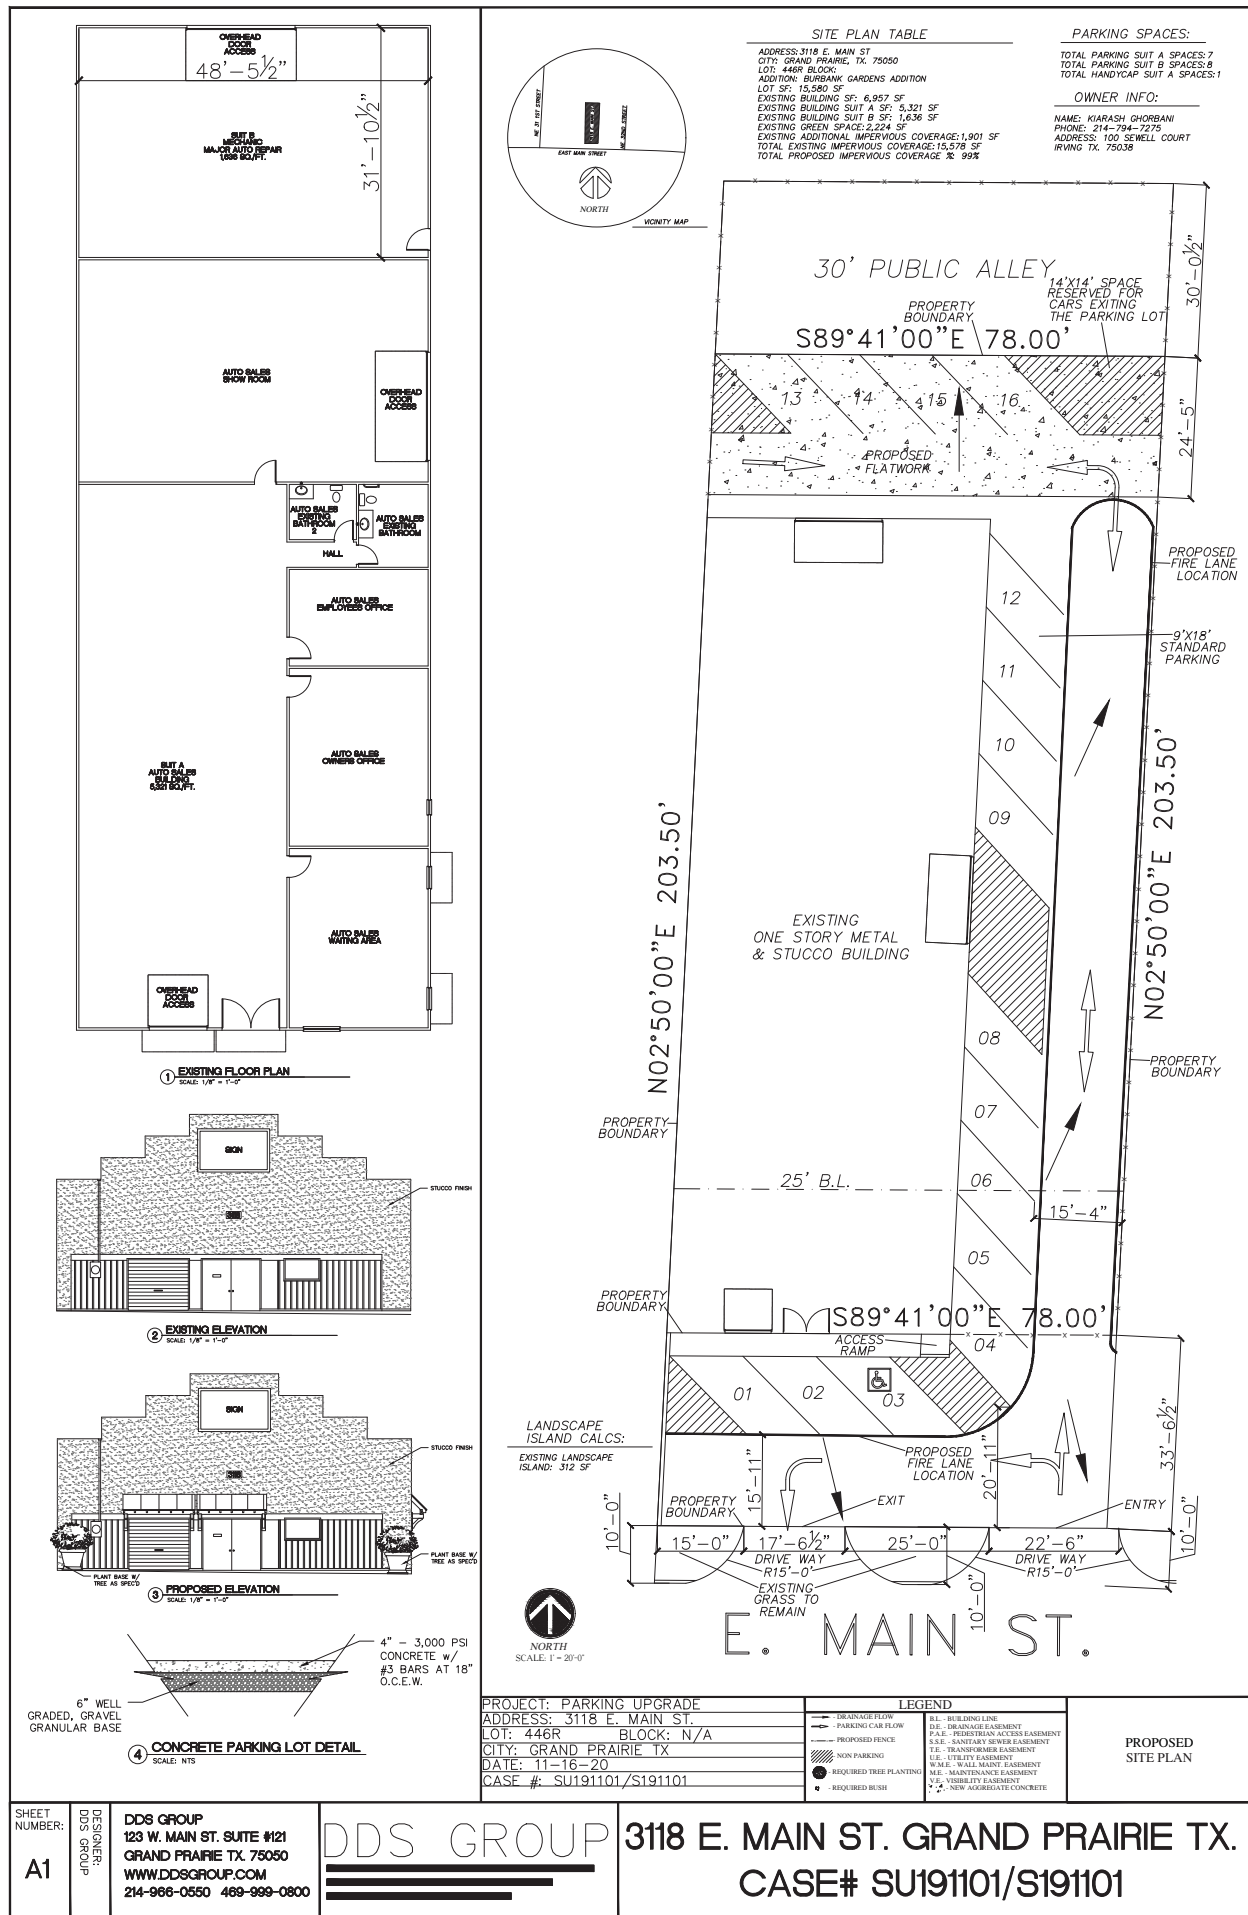 OVERHEAD
DOOR
ACCESS
48'-5½"
31'-10½"
SUIT B
MECHANIC
MAJOR AUTO REPAIR
1,636 SQ./FT.
AUTO SALES
SHOW ROOM
OVERHEAD
DOOR
ACCESS
AUTO SALES
EXISTING
BATHROOM
2
AUTO SALES
EXISTING
BATHROOM
HALL
AUTO SALES
EMPLOYEES OFFICE
AUTO SALES
OWNERS OFFICE
SUIT A
AUTO SALES
BUILDING
5,321 SQ./FT.
AUTO SALES
WAITING AREA
OVERHEAD
DOOR
ACCESS
1 EXISTING FLOOR PLAN
SCALE: 1/8" = 1'-0"
SIGN
STUCCO FINISH
2 EXISTING ELEVATION
SCALE: 1/8" = 1'-0"
SIGN
STUCCO FINISH
PLANT BASE W/
TREE AS SPEC'D
PLANT BASE W/
TREE AS SPEC'D
3 PROPOSED ELEVATION
SCALE: 1/8" = 1'-0"
4" - 3,000 PSI
CONCRETE w/
#3 BARS AT 18"
O.C.E.W.
6" WELL
GRADED, GRAVEL
GRANULAR BASE
4 CONCRETE PARKING LOT DETAIL
SCALE: NTS
NE 31 1ST STREET
NE 32ND STREET
EAST MAIN STREET
NORTH
VICINITY MAP
SITE PLAN TABLE
ADDRESS: 3118 E. MAIN ST
CITY: GRAND PRAIRIE, TX. 75050
LOT: 446R BLOCK:
ADDITION: BURBANK GARDENS ADDITION
LOT SF: 15,580 SF
EXISTING BUILDING SF: 6,957 SF
EXISTING BUILDING SUIT A SF: 5,321 SF
EXISTING BUILDING SUIT B SF: 1,636 SF
EXISTING GREEN SPACE: 2,224 SF
EXISTING ADDITIONAL IMPERVIOUS COVERAGE: 1,901 SF
TOTAL EXISTING IMPERVIOUS COVERAGE: 15,578 SF
TOTAL PROPOSED IMPERVIOUS COVERAGE %: 99%
PARKING SPACES:
TOTAL PARKING SUIT A SPACES: 7
TOTAL PARKING SUIT B SPACES: 8
TOTAL HANDYCAP SUIT A SPACES: 1
OWNER INFO:
NAME: KIARASH GHORBANI
PHONE: 214-794-7275
ADDRESS: 100 SEWELL COURT
IRVING TX. 75038
30' PUBLIC ALLEY
30'-0½"
14'X14' SPACE
RESERVED FOR
CARS EXITING
THE PARKING LOT
PROPERTY
BOUNDARY
S89°41'00"E 78.00'
13
14
15
16
24'-5"
PROPOSED
FLATWORK
PROPOSED
FIRE LANE
LOCATION
12
9'X18'
STANDARD
PARKING
11
10
09
N02°50'00"E 203.50'
N02°50'00"E 203.50'
EXISTING
ONE STORY METAL
& STUCCO BUILDING
08
PROPERTY
BOUNDARY
07
PROPERTY
BOUNDARY
25' B.L.
06
15'-4"
05
PROPERTY
BOUNDARY
S89°41'00"E 78.00'
ACCESS
RAMP
04
01
02
03
LANDSCAPE
ISLAND CALCS:
EXISTING LANDSCAPE
ISLAND: 312 SF
PROPOSED
FIRE LANE
LOCATION
33'-6½"
15'-11"
20'-11"
PROPERTY
BOUNDARY
EXIT
ENTRY
10'-0"
10'-0"
15'-0"
17'-6½"
25'-0"
22'-6"
DRIVE WAY
R15'-0'
DRIVE WAY
R15'-0'
EXISTING
GRASS TO
REMAIN
10'-0"
E. MAIN ST.
NORTH
SCALE: 1' = 20'-0'
PROJECT: PARKING UPGRADE
ADDRESS: 3118 E. MAIN ST.
LOT: 446R BLOCK: N/A
CITY: GRAND PRAIRIE TX
DATE: 11-16-20
CASE #: SU191101/S191101
LEGEND
- DRAINAGE FLOW
- PARKING CAR FLOW
- PROPOSED FENCE
- NON PARKING
- REQUIRED TREE PLANTING
- REQUIRED BUSH
B.L. - BUILDING LINE
D.E. - DRAINAGE EASEMENT
P.A.E. - PEDESTRIAN ACCESS EASEMENT
S.S.E. - SANITARY SEWER EASEMENT
T.E. - TRANSFORMER EASEMENT
U.E. - UTILITY EASEMENT
W.M.E. - WALL MAINT. EASEMENT
M.E. - MAINTENANCE EASEMENT
V.E. - VISIBILITY EASEMENT
- NEW AGGREGATE CONCRETE
PROPOSED
SITE PLAN
SHEET
NUMBER:
A1
DESIGNER:
DDS GROUP
DDS GROUP
123 W. MAIN ST. SUITE #121
GRAND PRAIRIE TX. 75050
WWW.DDSGROUP.COM
214-966-0550 469-999-0800
DDS GROUP
3118 E. MAIN ST. GRAND PRAIRIE TX.
CASE# SU191101/S191101